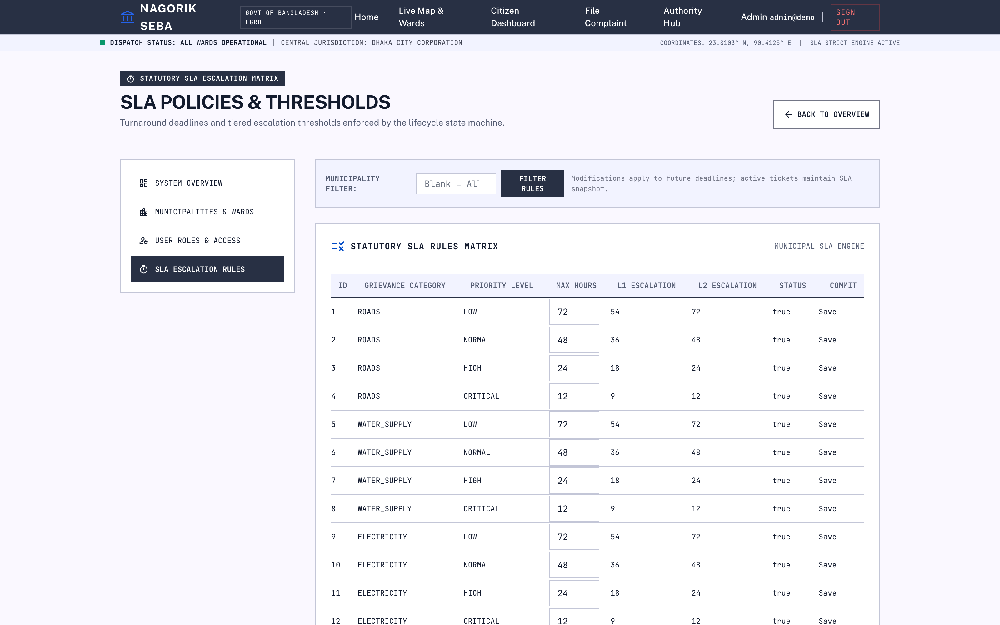 NAGORIK
SEBA
GOVT OF BANGLADESH ·
LGRD
Home
Live Map &
Wards
Citizen
Dashboard
File
Complaint
Authority
Hub
Admin admin@demo |
SIGN
OUT
DISPATCH STATUS: ALL WARDS OPERATIONAL | CENTRAL JURISDICTION: DHAKA CITY CORPORATION
COORDINATES: 23.8103° N, 90.4125° E | SLA STRICT ENGINE ACTIVE
STATUTORY SLA ESCALATION MATRIX
SLA POLICIES & THRESHOLDS
Turnaround deadlines and tiered escalation thresholds enforced by the lifecycle state machine.
BACK TO OVERVIEW
SYSTEM OVERVIEW
MUNICIPALITIES & WARDS
USER ROLES & ACCESS
SLA ESCALATION RULES
MUNICIPALITY
FILTER:
Blank =
FILTER
RULES
Modifications apply to future deadlines; active tickets maintain SLA
snapshot.
STATUTORY SLA RULES MATRIX
MUNICIPAL SLA ENGINE
ID GRIEVANCE CATEGORY PRIORITY LEVEL MAX HOURS L1 ESCALATION L2 ESCALATION STATUS COMMIT
1 ROADS LOW 72 54 72 true Save
2 ROADS NORMAL 48 36 48 true Save
3 ROADS HIGH 24 18 24 true Save
4 ROADS CRITICAL 12 9 12 true Save
5 WATER_SUPPLY LOW 72 54 72 true Save
6 WATER_SUPPLY NORMAL 48 36 48 true Save
7 WATER_SUPPLY HIGH 24 18 24 true Save
8 WATER_SUPPLY CRITICAL 12 9 12 true Save
9 ELECTRICITY LOW 72 54 72 true Save
10 ELECTRICITY NORMAL 48 36 48 true Save
11 ELECTRICITY HIGH 24 18 24 true Save
12 ELECTRICITY CRITICAL 12 9 12 true Save